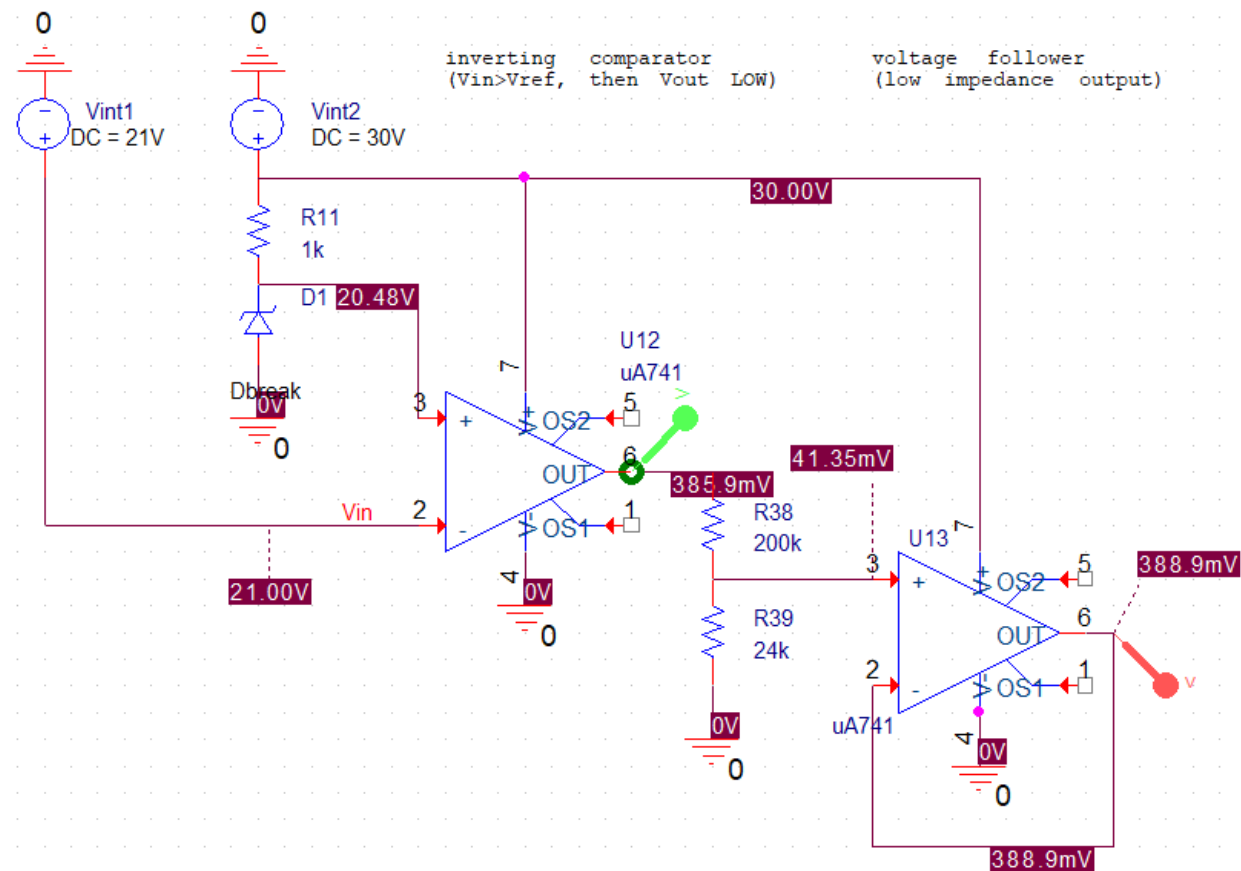 0
0
inverting comparator
(Vin>Vref, then Vout LOW)
voltage follower
(low impedance output)
Vint1
DC = 21V
Vint2
DC = 30V
30.00V
R11
1k
D1
20.48V
Dbreak
0V
0
U12
uA741
V
7
3
+
V+
OS2
5
OUT
6
385.9mV
Vin
2
-
V-
OS1
1
4
0V
0
21.00V
41.35mV
R38
200k
R39
24k
0V
0
U13
uA741
7
3
+
V+
OS2
5
388.9mV
OUT
6
2
-
V-
OS1
1
V
4
0V
0
388.9mV